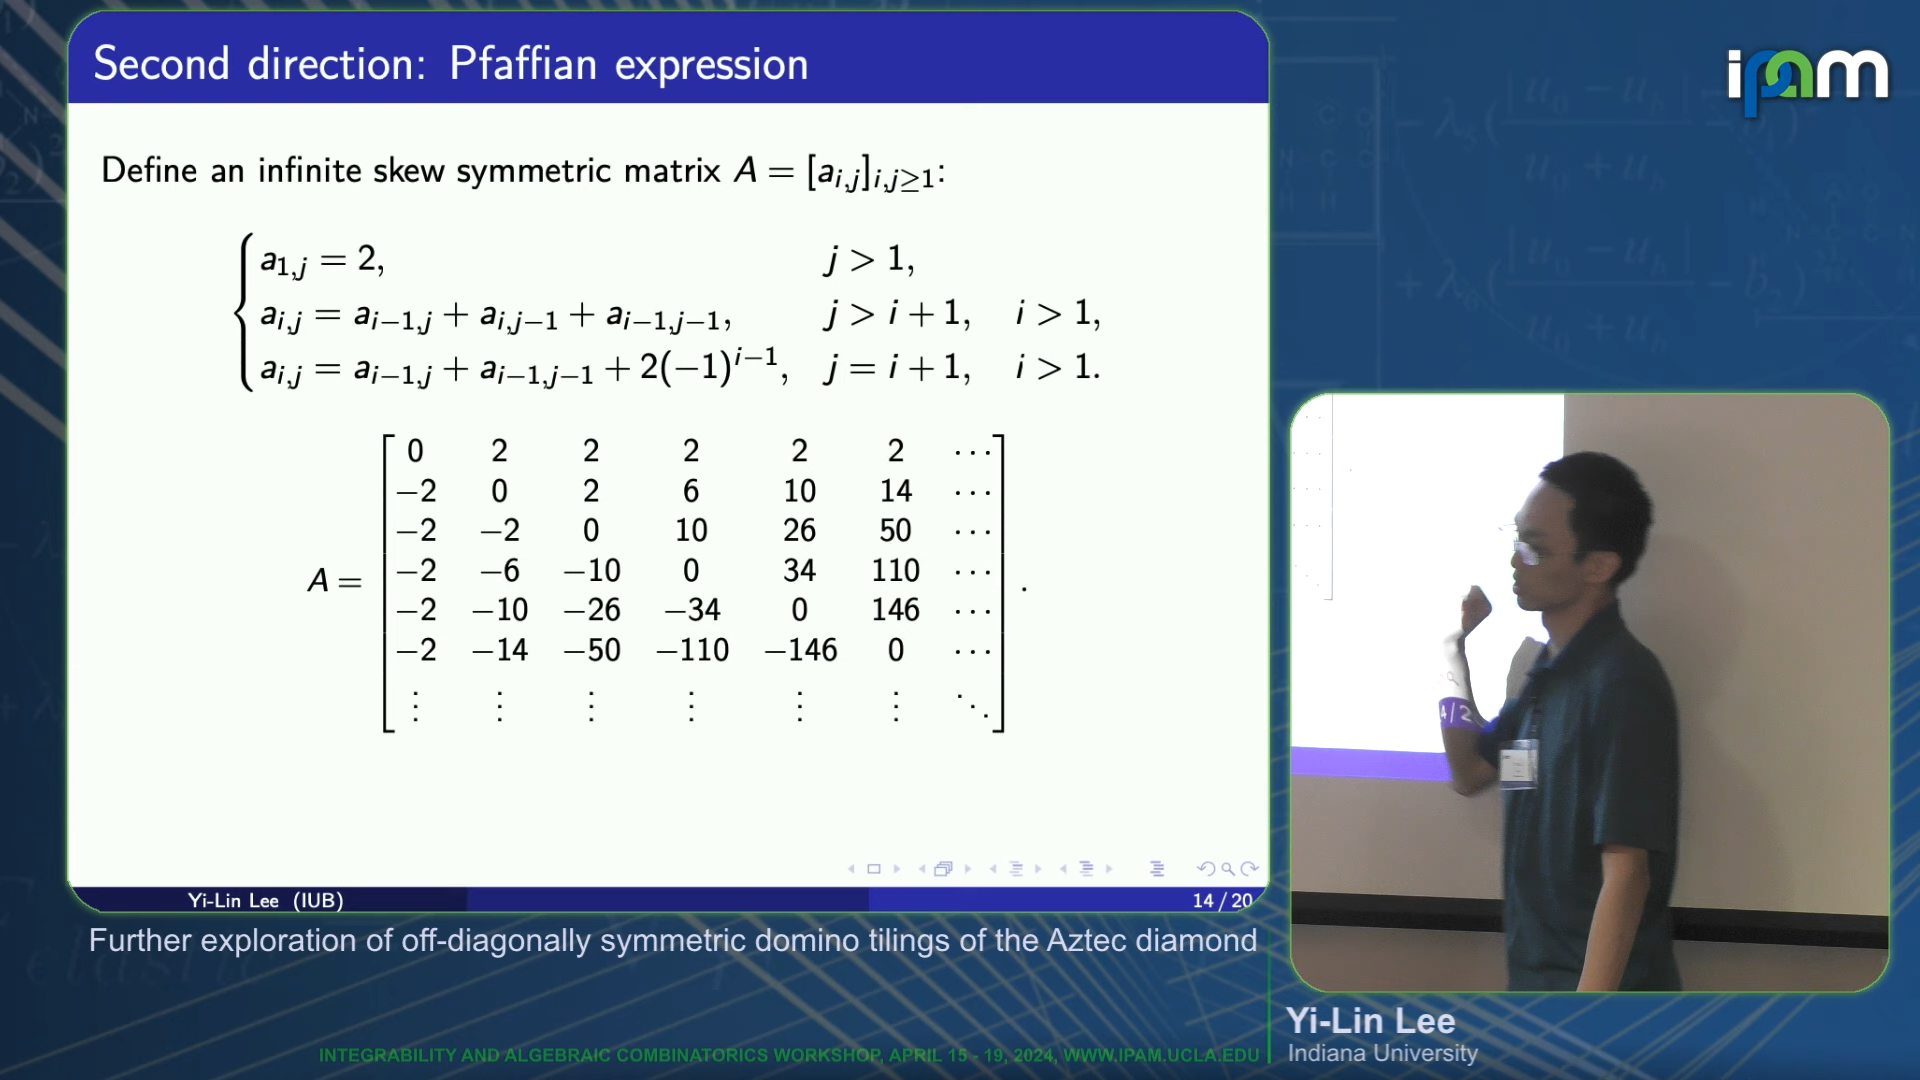 Second direction: Pfaffian expression
ipam
Define an infinite skew symmetric matrix A = [a_{i,j}]_{i,j≥1}:
a_{1,j} = 2, j > 1,
a_{i,j} = a_{i−1,j} + a_{i,j−1} + a_{i−1,j−1}, j > i + 1, i > 1,
a_{i,j} = a_{i−1,j} + a_{i−1,j−1} + 2(−1)^{i−1}, j = i + 1, i > 1.
0 2 2 2 2 2 ⋯
−2 0 2 6 10 14 ⋯
−2 −2 0 10 26 50 ⋯
A = −2 −6 −10 0 34 110 ⋯ .
−2 −10 −26 −34 0 146 ⋯
−2 −14 −50 −110 −146 0 ⋯
⋮ ⋮ ⋮ ⋮ ⋮ ⋮ ⋱
Yi-Lin Lee (IUB) 14 / 20
Further exploration of off-diagonally symmetric domino tilings of the Aztec diamond
Yi-Lin Lee
Indiana University
INTEGRABILITY AND ALGEBRAIC COMBINATORICS WORKSHOP, APRIL 15 - 19, 2024, WWW.IPAM.UCLA.EDU